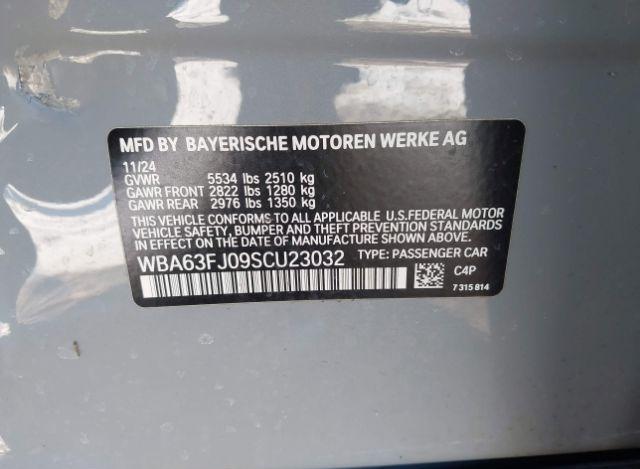 MFD BY BAYERISCHE MOTOREN WERKE AG
11/24
GVWR 5534 lbs 2510 kg
GAWR FRONT 2822 lbs 1280 kg
GAWR REAR 2976 lbs 1350 kg
THIS VEHICLE CONFORMS TO ALL APPLICABLE U.S.FEDERAL MOTOR
VEHICLE SAFETY, BUMPER, AND THEFT PREVENTION STANDARDS
IN EFFECT ON THE DATE OF MANUFACTURE SHOWN ABOVE.
WBA63FJ09SCU23032 TYPE: PASSENGER CAR
C4P
7 315 814